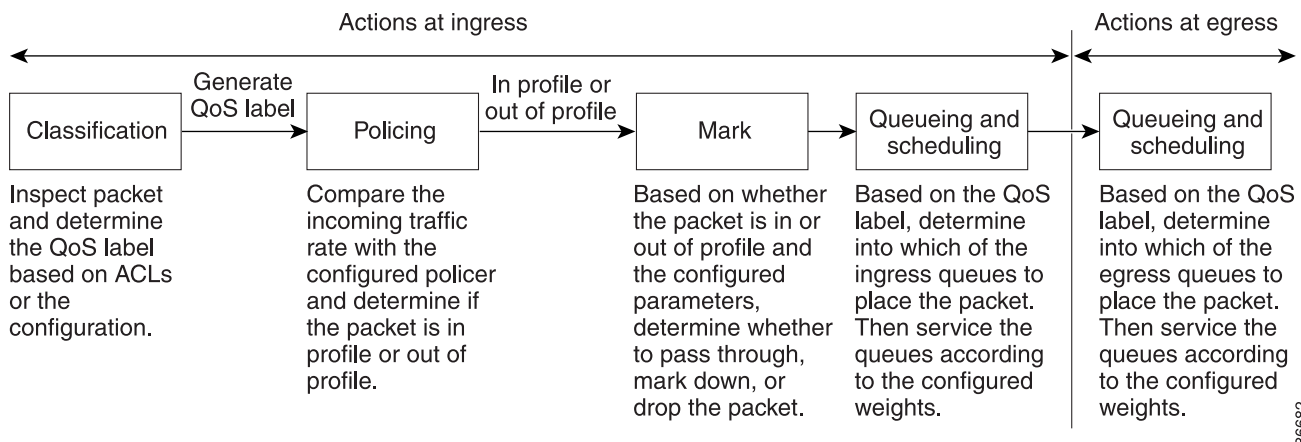 Actions at ingress
Actions at egress
Generate
QoS label
In profile or
out of profile
Classification
Policing
Mark
Queueing and
scheduling
Queueing and
scheduling
Inspect packet
and determine
the QoS label
based on ACLs
or the
configuration.
Compare the
incoming traffic
rate with the
configured policer
and determine if
the packet is in
profile or out of
profile.
Based on whether
the packet is in or
out of profile and
the configured
parameters,
determine whether
to pass through,
mark down, or
drop the packet.
Based on the QoS
label, determine
into which of the
ingress queues to
place the packet.
Then service the
queues according
to the configured
weights.
Based on the QoS
label, determine
into which of the
egress queues to
place the packet.
Then service the
queues according
to the configured
weights.